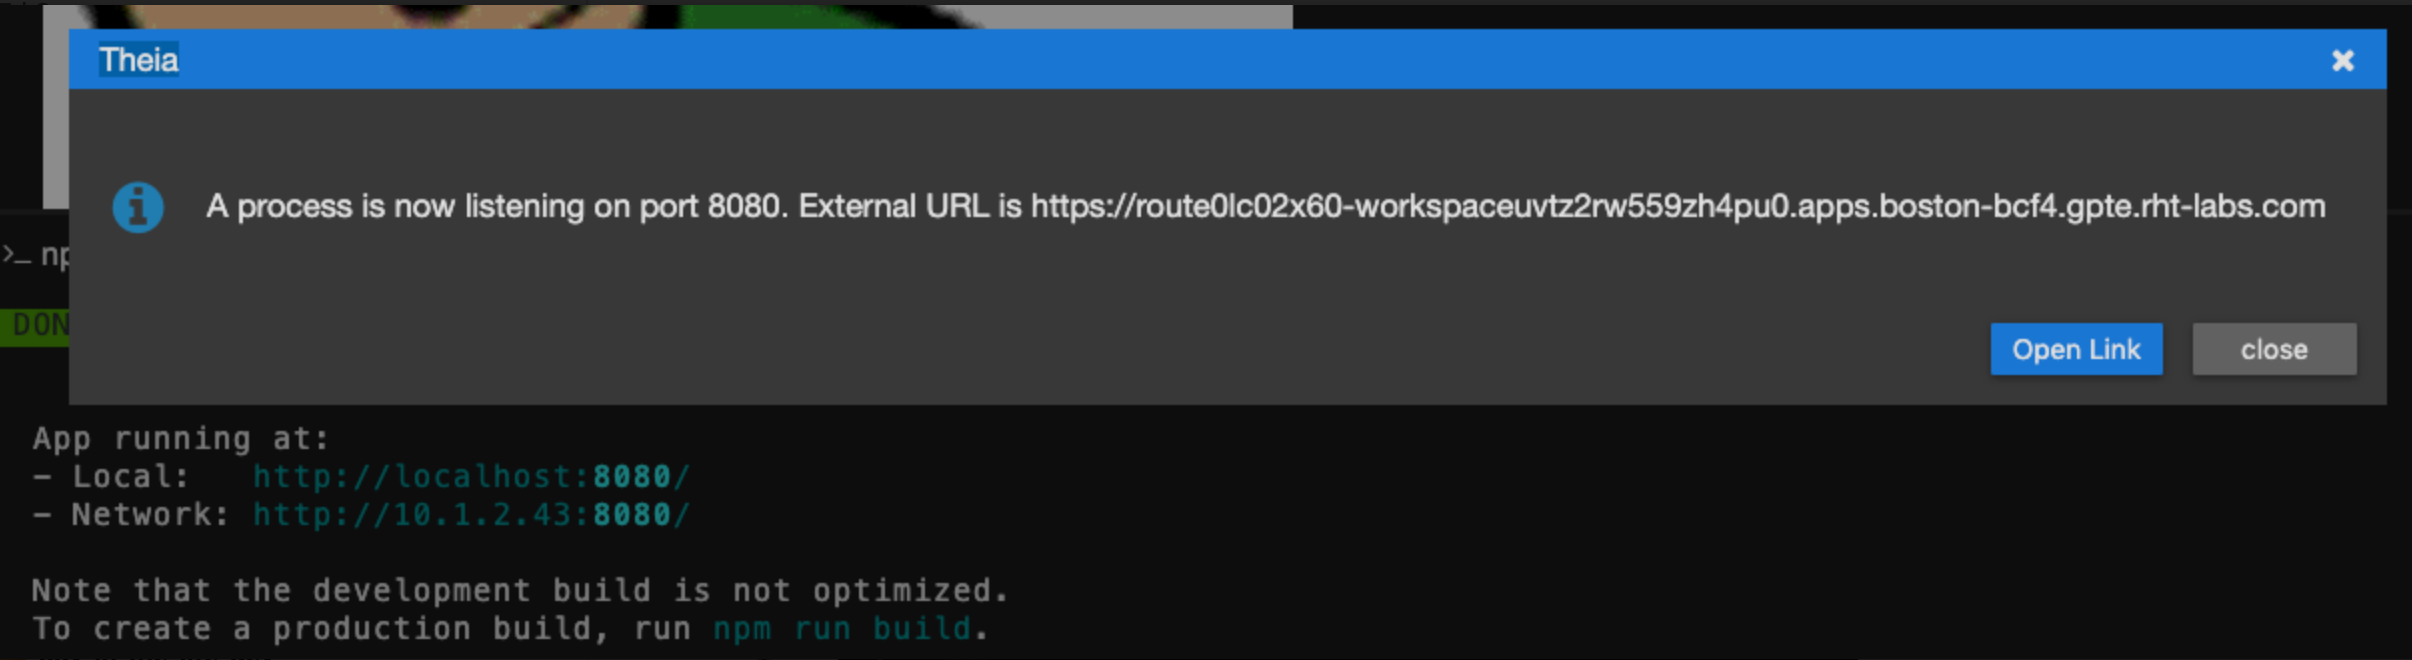 Theia
A process is now listening on port 8080. External URL is https://route0lc02x60-workspaceuvtz2rw559zh4pu0.apps.boston-bcf4.gpte.rht-labs.com
>_ np
DON
Open Link
close
App running at:
- Local: http://localhost:8080/
- Network: http://10.1.2.43:8080/
Note that the development build is not optimized.
To create a production build, run npm run build.